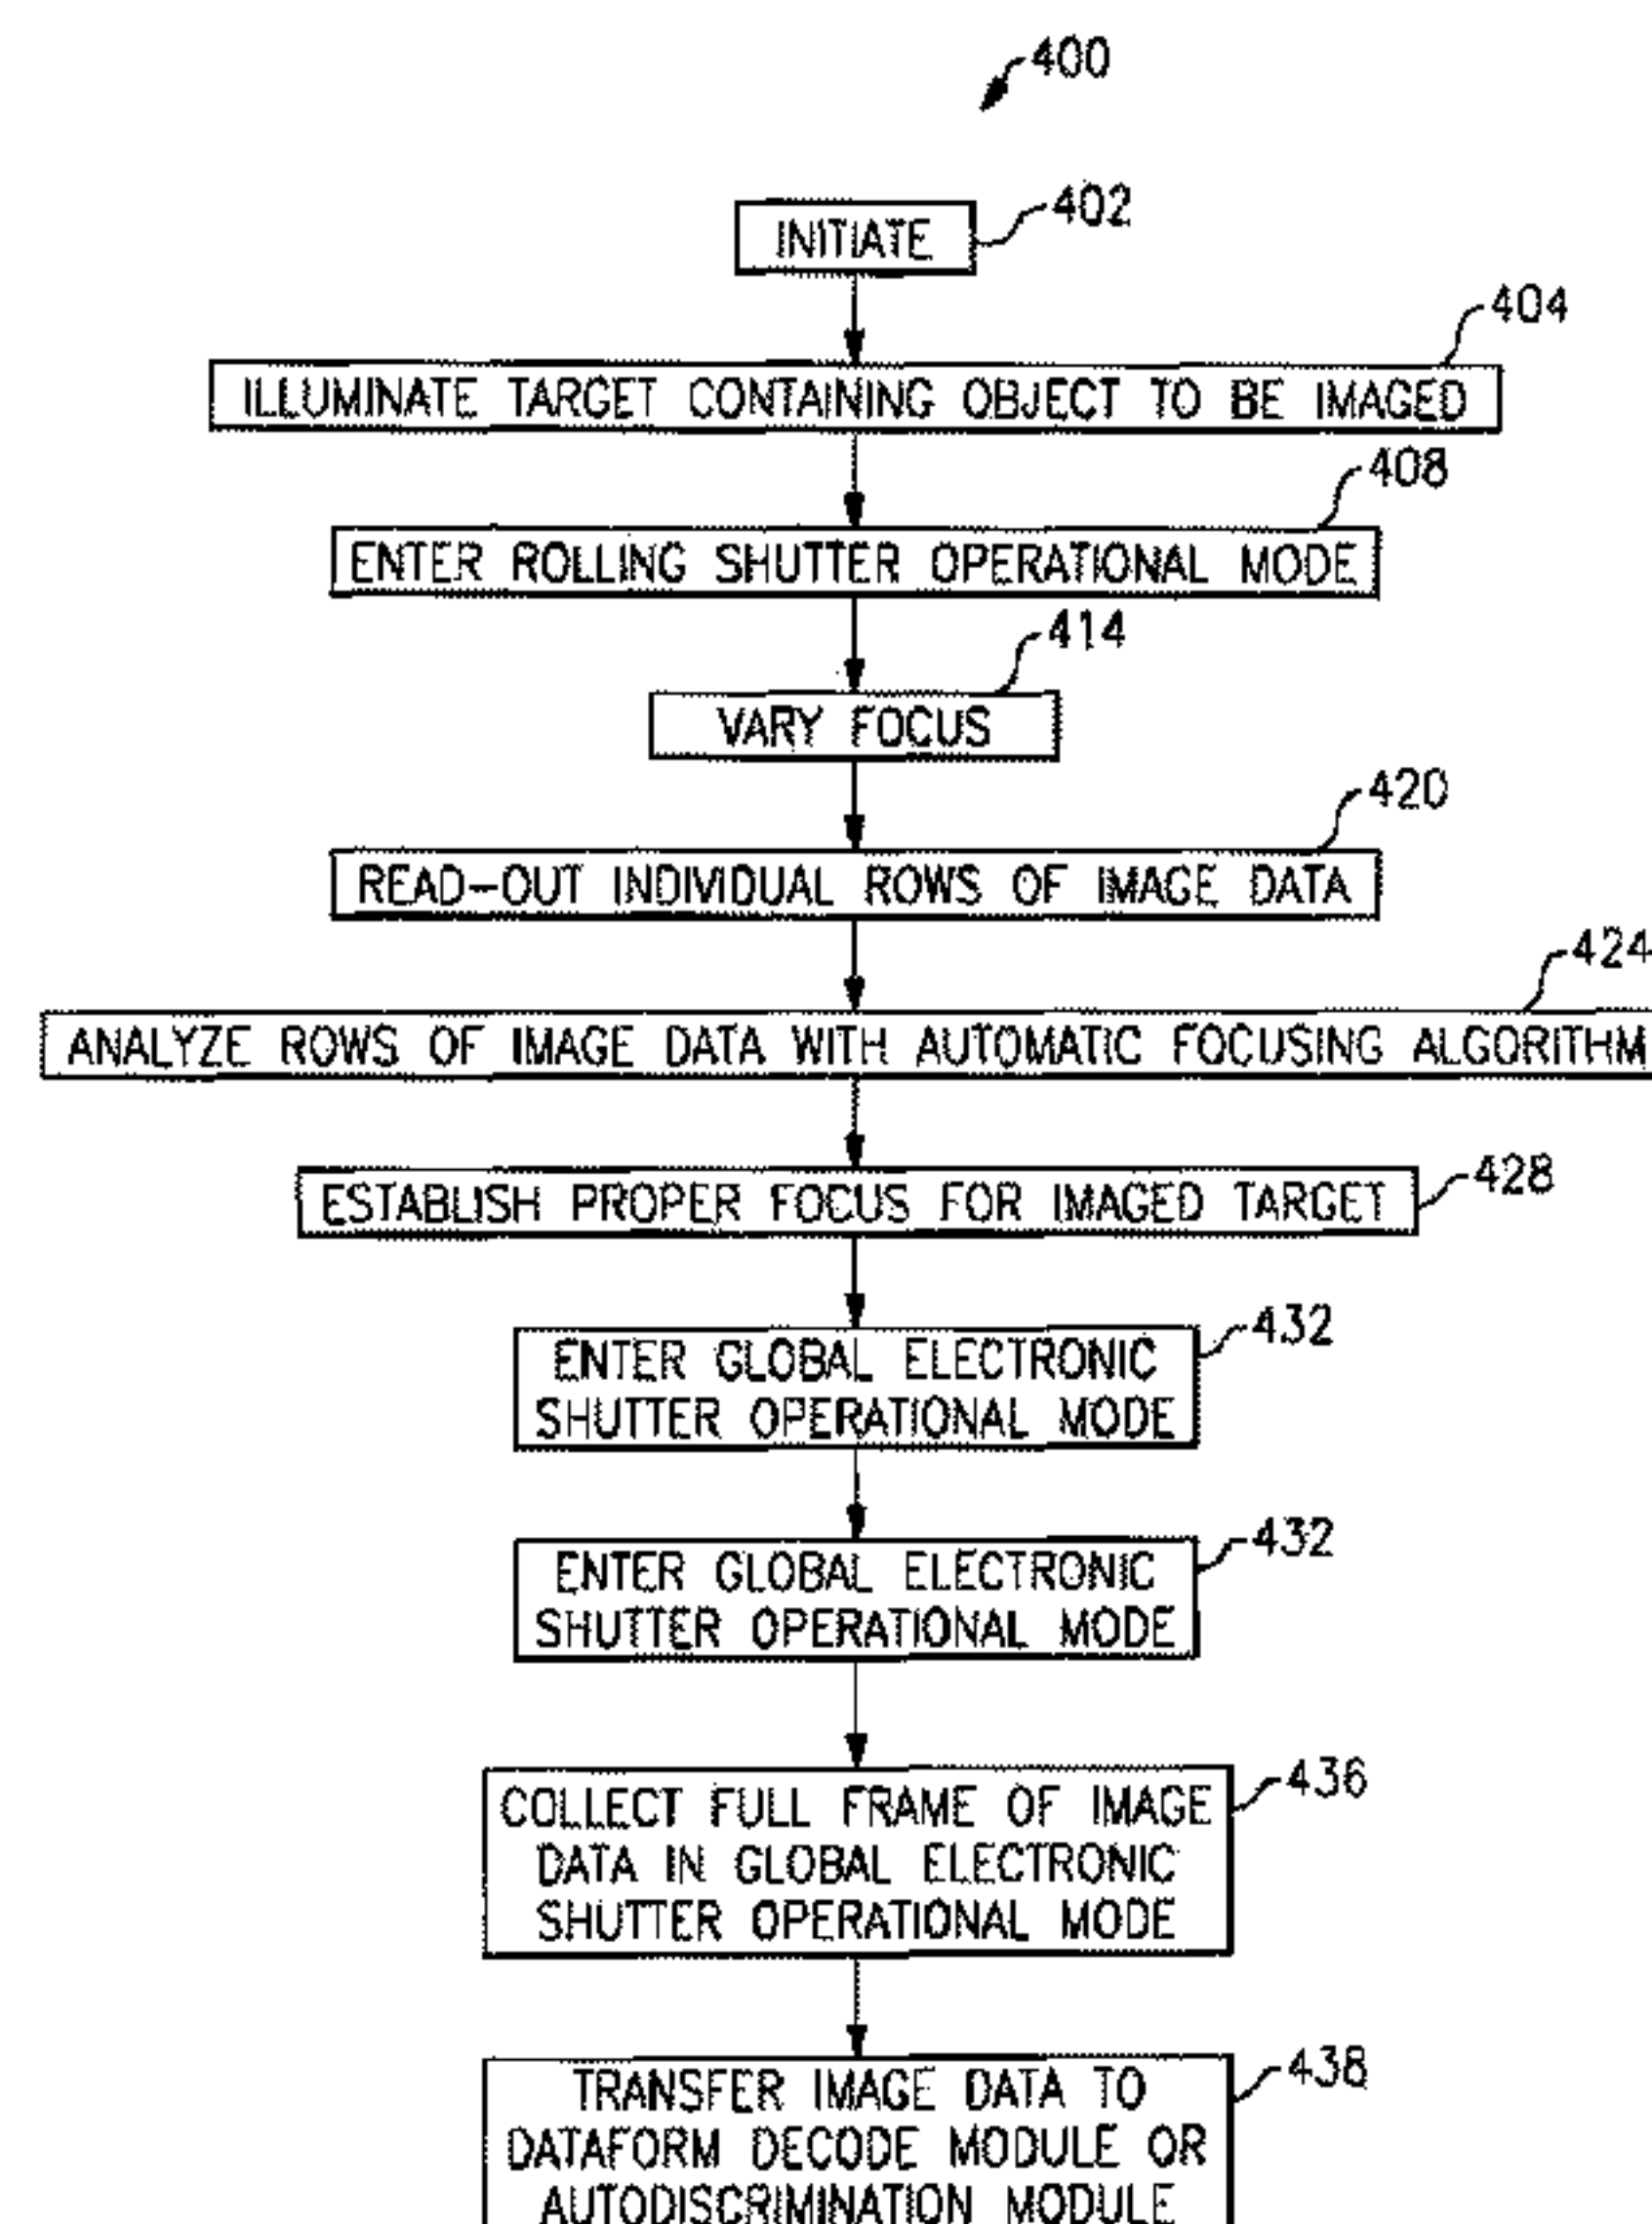 400
INITIATE
402
ILLUMINATE TARGET CONTAINING OBJECT TO BE IMAGED
404
ENTER ROLLING SHUTTER OPERATIONAL MODE
408
VARY FOCUS
414
READ-OUT INDIVIDUAL ROWS OF IMAGE DATA
420
ANALYZE ROWS OF IMAGE DATA WITH AUTOMATIC FOCUSING ALGORITHM
424
ESTABLISH PROPER FOCUS FOR IMAGED TARGET
428
ENTER GLOBAL ELECTRONIC
SHUTTER OPERATIONAL MODE
432
ENTER GLOBAL ELECTRONIC
SHUTTER OPERATIONAL MODE
432
COLLECT FULL FRAME OF IMAGE
DATA IN GLOBAL ELECTRONIC
SHUTTER OPERATIONAL MODE
436
TRANSFER IMAGE DATA TO
DATAFORM DECODE MODULE OR
AUTODISCRIMINATION MODULE
438